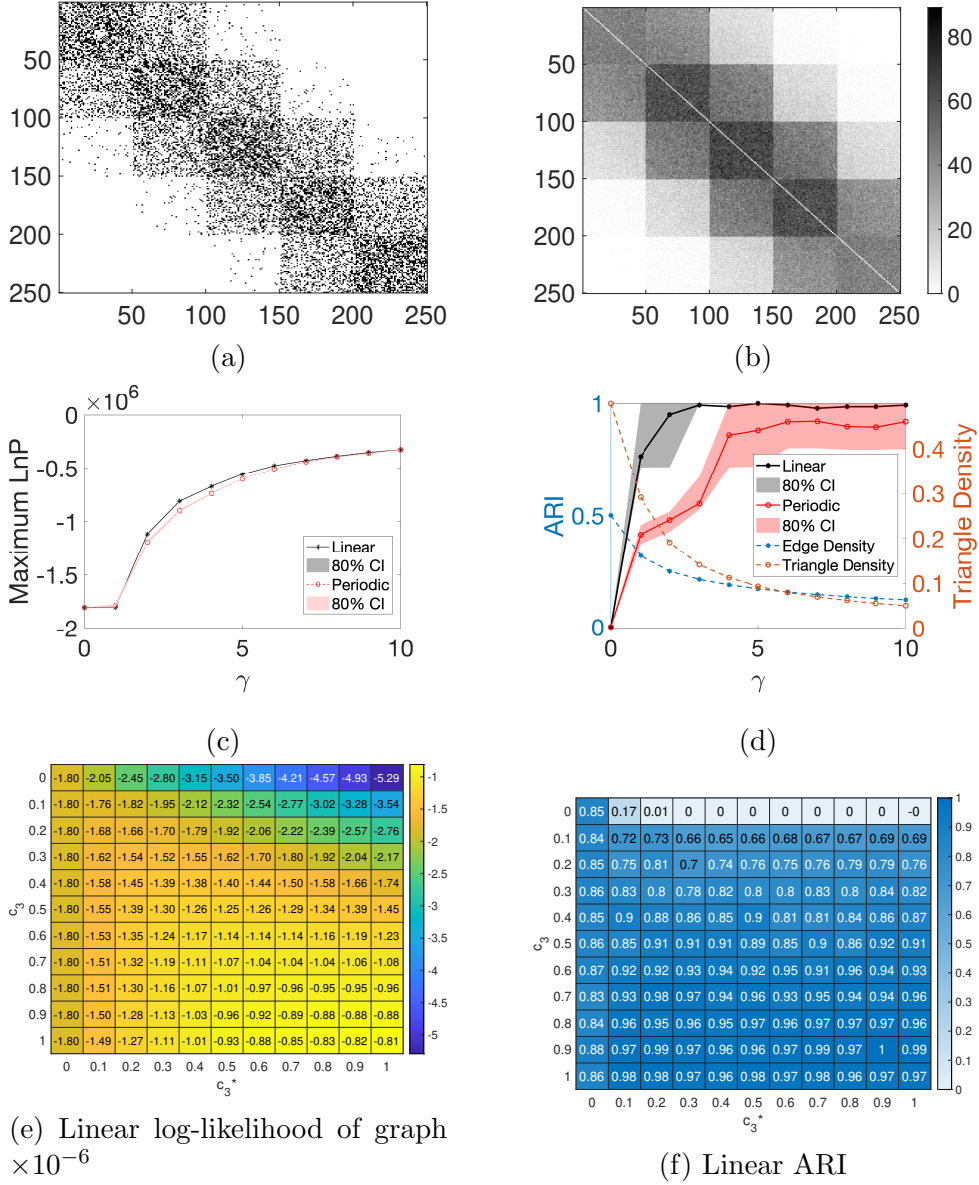 50
100
150
200
250
50 100 150 200 250
(a)
50
100
150
200
250
50 100 150 200 250
80
60
40
20
0
(b)
×10^6
0
-0.5
-1
-1.5
-2
Maximum LnP
0 5 10
γ
Linear
80% CI
Periodic
80% CI
(c)
1
0.5
0
ARI
0.4
0.3
0.2
0.1
0
Triangle Density
0 5 10
γ
Linear
80% CI
Periodic
80% CI
Edge Density
Triangle Density
(d)
0 -1.80 -2.05 -2.45 -2.80 -3.15 -3.50 -3.85 -4.21 -4.57 -4.93 -5.29
0.1 -1.80 -1.76 -1.82 -1.95 -2.12 -2.32 -2.54 -2.77 -3.02 -3.28 -3.54
0.2 -1.80 -1.68 -1.66 -1.70 -1.79 -1.92 -2.06 -2.22 -2.39 -2.57 -2.76
0.3 -1.80 -1.62 -1.54 -1.52 -1.55 -1.62 -1.70 -1.80 -1.92 -2.04 -2.17
0.4 -1.80 -1.58 -1.45 -1.39 -1.38 -1.40 -1.44 -1.50 -1.58 -1.66 -1.74
0.5 -1.80 -1.55 -1.39 -1.30 -1.26 -1.26 -1.27 -1.29 -1.34 -1.39 -1.45
0.6 -1.80 -1.53 -1.35 -1.24 -1.17 -1.14 -1.14 -1.14 -1.16 -1.19 -1.23
0.7 -1.80 -1.51 -1.32 -1.19 -1.11 -1.07 -1.04 -1.04 -1.04 -1.06 -1.08
0.8 -1.80 -1.51 -1.30 -1.16 -1.07 -1.01 -0.97 -0.96 -0.95 -0.96 -0.96
0.9 -1.80 -1.50 -1.28 -1.13 -1.03 -0.96 -0.92 -0.90 -0.88 -0.88 -0.88
1 -1.80 -1.49 -1.27 -1.11 -1.01 -0.93 -0.88 -0.85 -0.83 -0.82 -0.81
0 0.1 0.2 0.3 0.4 0.5 0.6 0.7 0.8 0.9 1
c₃
c₃*
-1
-2
-3
-4
-5
(e) Linear log-likelihood of graph
×10⁻⁶
0 0.85 0.17 0.01 0 0 0 0 0 0 0 -0
0.1 0.84 0.72 0.73 0.66 0.65 0.66 0.68 0.67 0.67 0.69 0.69
0.2 0.85 0.75 0.81 0.7 0.74 0.76 0.75 0.76 0.79 0.79 0.76
0.3 0.86 0.83 0.8 0.78 0.82 0.8 0.8 0.83 0.8 0.84 0.82
0.4 0.85 0.9 0.88 0.86 0.85 0.9 0.81 0.81 0.84 0.86 0.87
0.5 0.86 0.85 0.91 0.91 0.89 0.85 0.9 0.86 0.92 0.91
0.6 0.87 0.92 0.92 0.93 0.94 0.92 0.95 0.91 0.96 0.94 0.93
0.7 0.83 0.93 0.98 0.97 0.94 0.96 0.93 0.95 0.94 0.94 0.96
0.8 0.84 0.96 0.95 0.95 0.96 0.97 0.95 0.97 0.97 0.97 0.96
0.9 0.88 0.97 0.99 0.97 0.96 0.96 0.97 0.99 0.97 1 0.99
1 0.86 0.98 0.98 0.97 0.98 0.96 0.97 0.98 0.96 0.97 0.97
0 0.1 0.2 0.3 0.4 0.5 0.6 0.7 0.8 0.9 1
c₃
c₃*
1
0.9
0.8
0.7
0.6
0.5
0.4
0.3
0.2
0.1
0
(f) Linear ARI